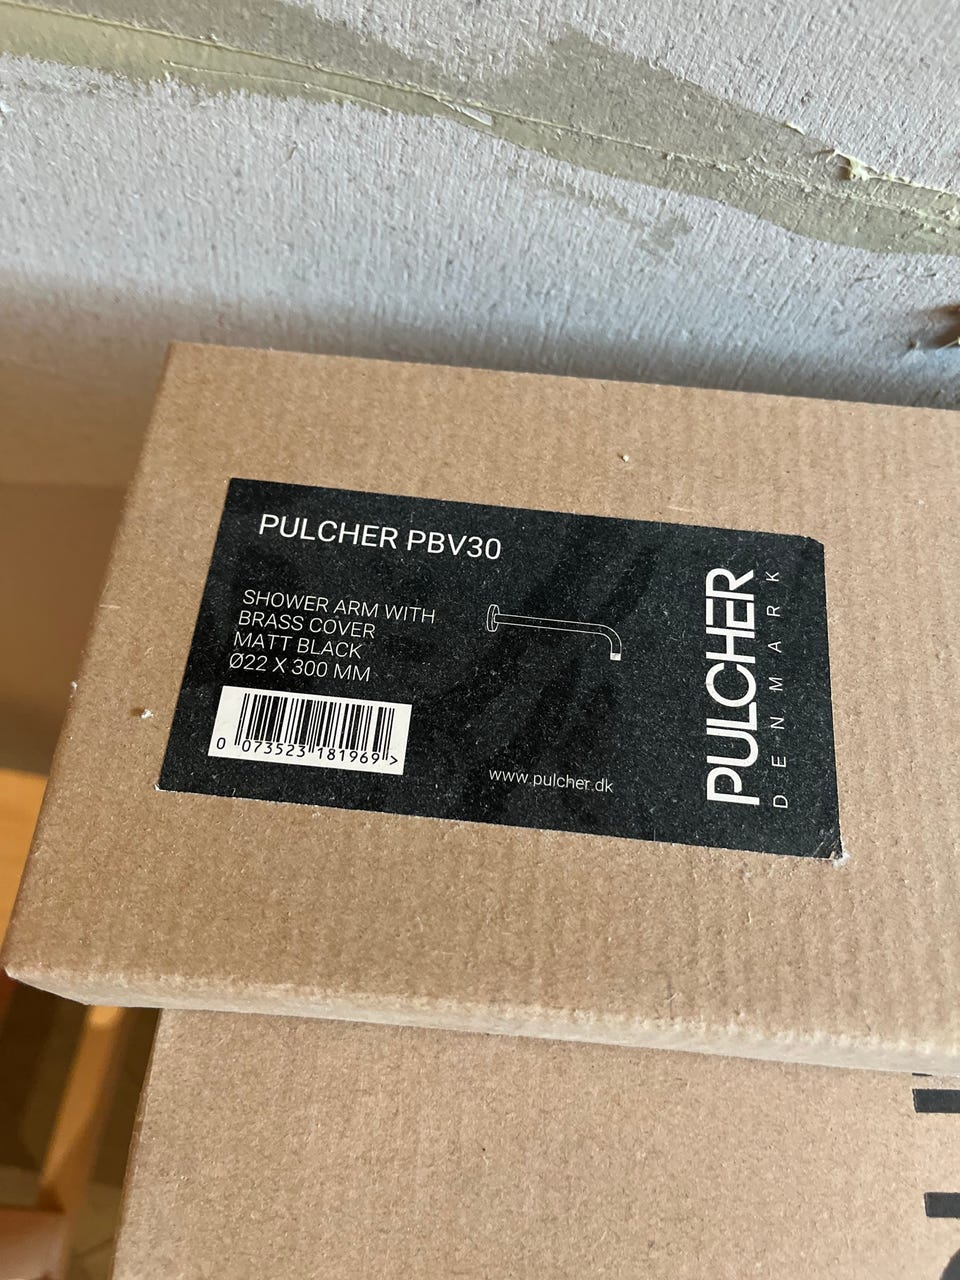 PULCHER PBV30
SHOWER ARM WITH
BRASS COVER
MATT BLACK
Ø22 X 300 MM
0 073523 181969 >
www.pulcher.dk
PULCHER
DENMARK